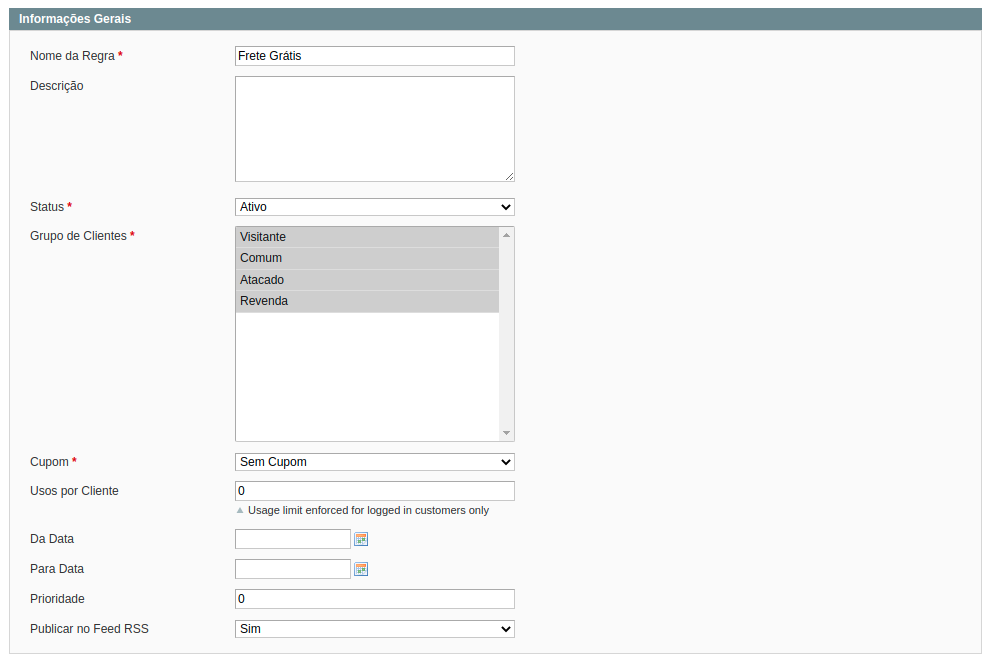 Informações Gerais
Nome da Regra * Frete Grátis
Descrição
Status * Ativo
Grupo de Clientes * Visitante
Comum
Atacado
Revenda
Cupom * Sem Cupom
Usos por Cliente 0
Usage limit enforced for logged in customers only
Da Data
Para Data
Prioridade 0
Publicar no Feed RSS Sim